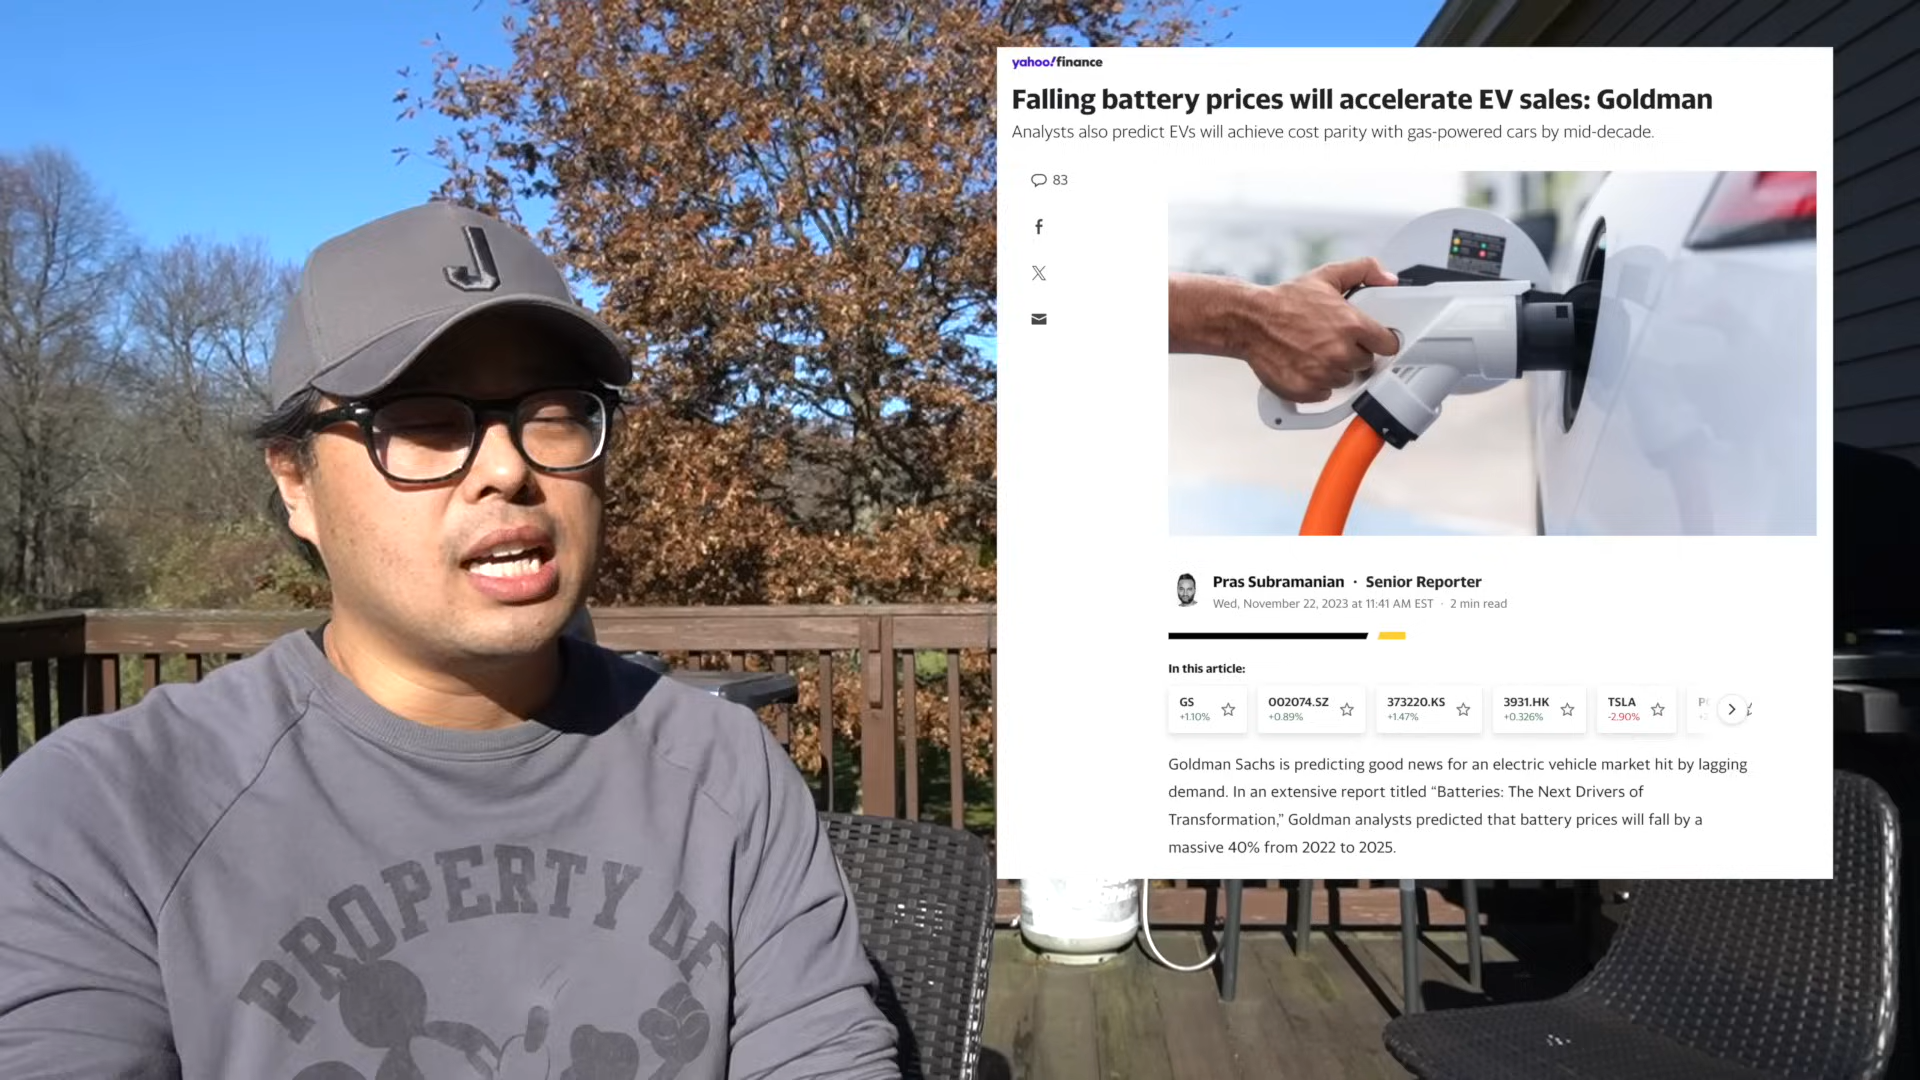 J
PROPERTY OF
yahoo!finance
Falling battery prices will accelerate EV sales: Goldman
Analysts also predict EVs will achieve cost parity with gas-powered cars by mid-decade.
83
Pras Subramanian · Senior Reporter
Wed, November 22, 2023 at 11:41 AM EST · 2 min read
In this article:
GS 002074.SZ 373220.KS 3931.HK TSLA
+1.10% +0.89% +1.47% +0.326% -2.90%
Goldman Sachs is predicting good news for an electric vehicle market hit by lagging
demand. In an extensive report titled “Batteries: The Next Drivers of
Transformation,” Goldman analysts predicted that battery prices will fall by a
massive 40% from 2022 to 2025.